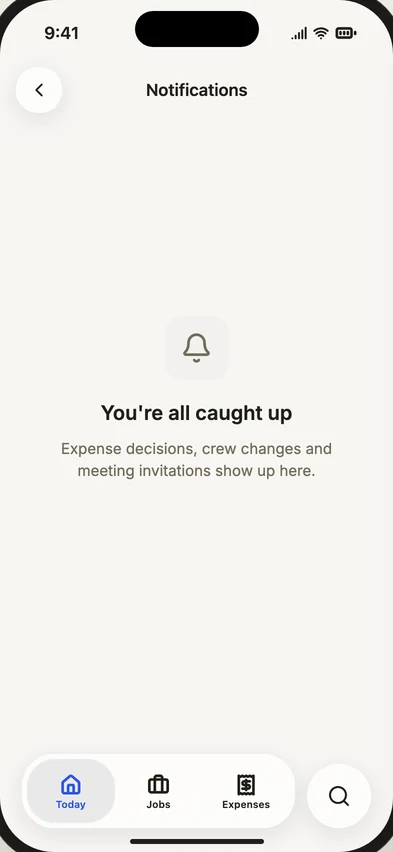 9:41
Notifications
You're all caught up
Expense decisions, crew changes and
meeting invitations show up here.
Today
Jobs
Expenses